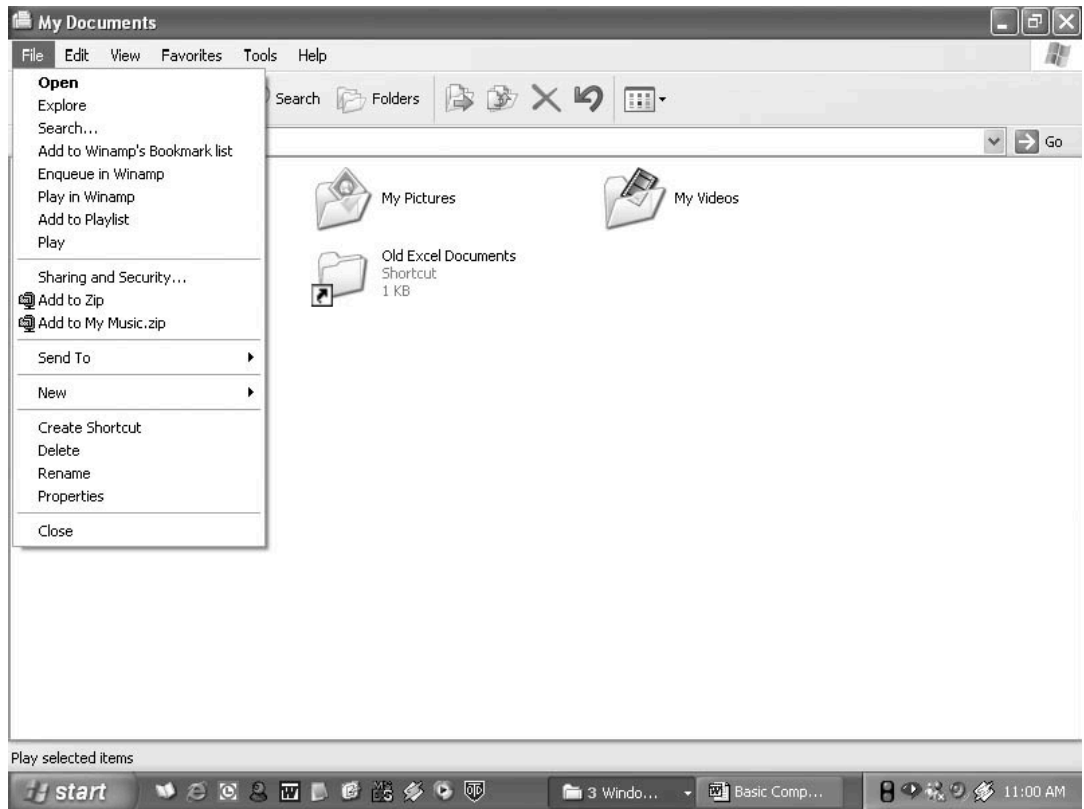 My Documents
File Edit View Favorites Tools Help
Search Folders
Go
Open
Explore
Search...
Add to Winamp's Bookmark list
Enqueue in Winamp
Play in Winamp
Add to Playlist
Play
Sharing and Security...
Add to Zip
Add to My Music.zip
Send To
New
Create Shortcut
Delete
Rename
Properties
Close
My Pictures
My Videos
Old Excel Documents
Shortcut
1 KB
Play selected items
start 3 Windo... Basic Comp... 11:00 AM